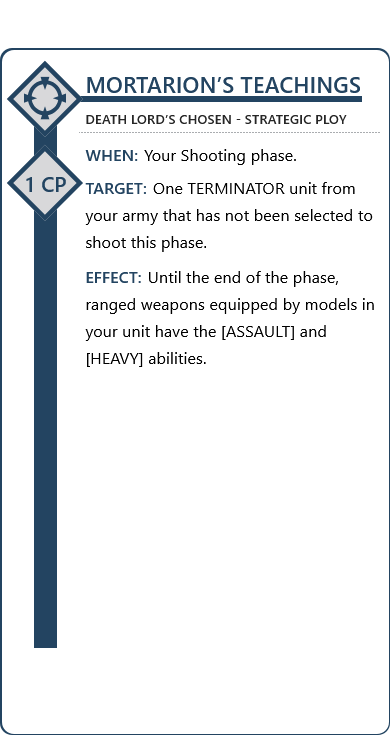 MORTARION’S TEACHINGS
DEATH LORD’S CHOSEN - STRATEGIC PLOY
1 CP
WHEN: Your Shooting phase.
TARGET: One TERMINATOR unit from
your army that has not been selected to
shoot this phase.
EFFECT: Until the end of the phase,
ranged weapons equipped by models in
your unit have the [ASSAULT] and
[HEAVY] abilities.